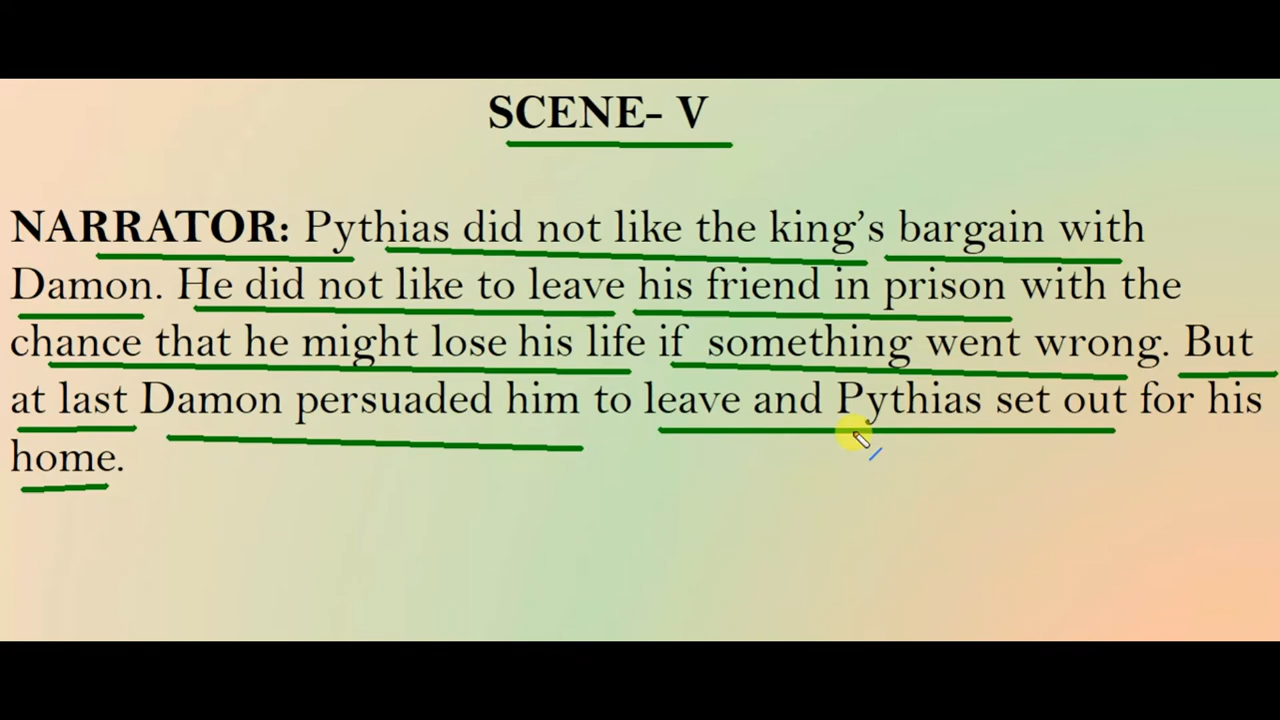 SCENE- V
NARRATOR: Pythias did not like the king's bargain with
Damon. He did not like to leave his friend in prison with the
chance that he might lose his life if something went wrong. But
at last Damon persuaded him to leave and Pythias set out for his
home.